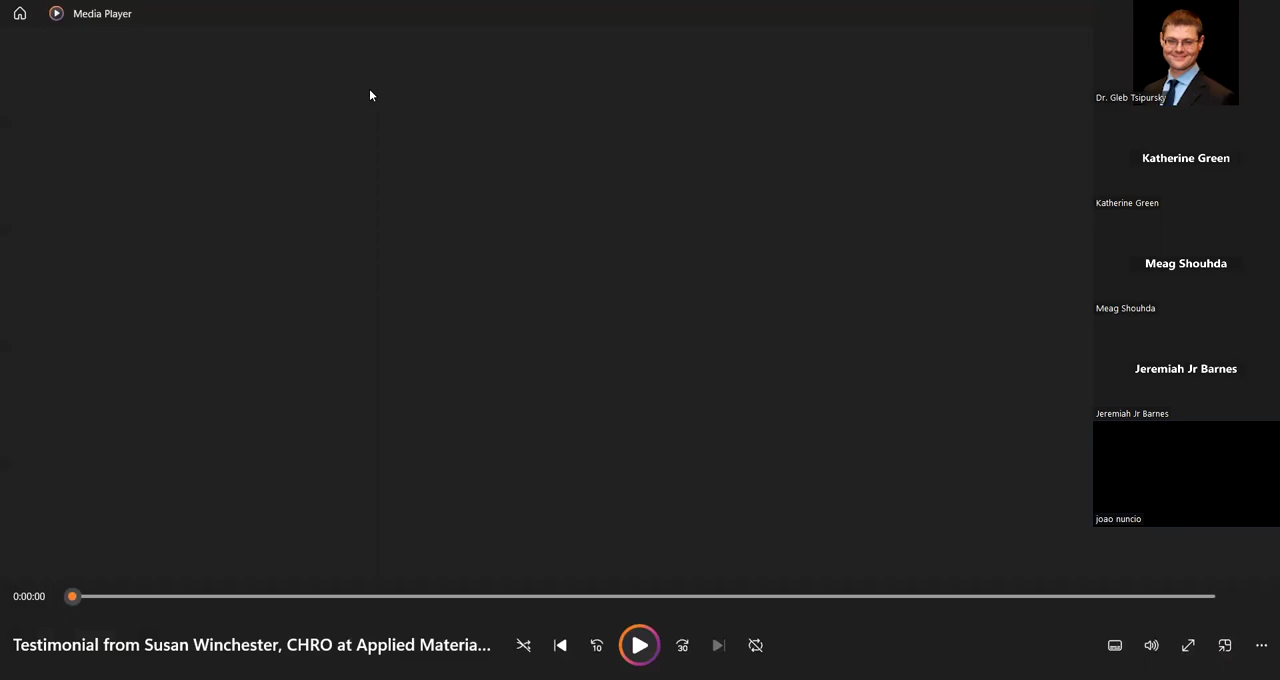 Media Player
Dr. Gleb Tsipursky
Katherine Green
Katherine Green
Meag Shouhda
Meag Shouhda
Jeremiah Jr Barnes
Jeremiah Jr Barnes
joao nuncio
0:00:00
Testimonial from Susan Winchester, CHRO at Applied Materia...
10
30